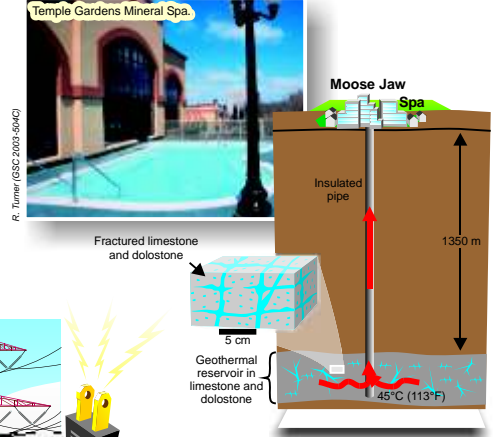 Temple Gardens Mineral Spa.
R. Turner (GSC 2003-504C)
Moose Jaw
Spa
Insulated
pipe
1350 m
Fractured limestone
and dolostone
5 cm
Geothermal
reservoir in
limestone and
dolostone
45°C (113°F)